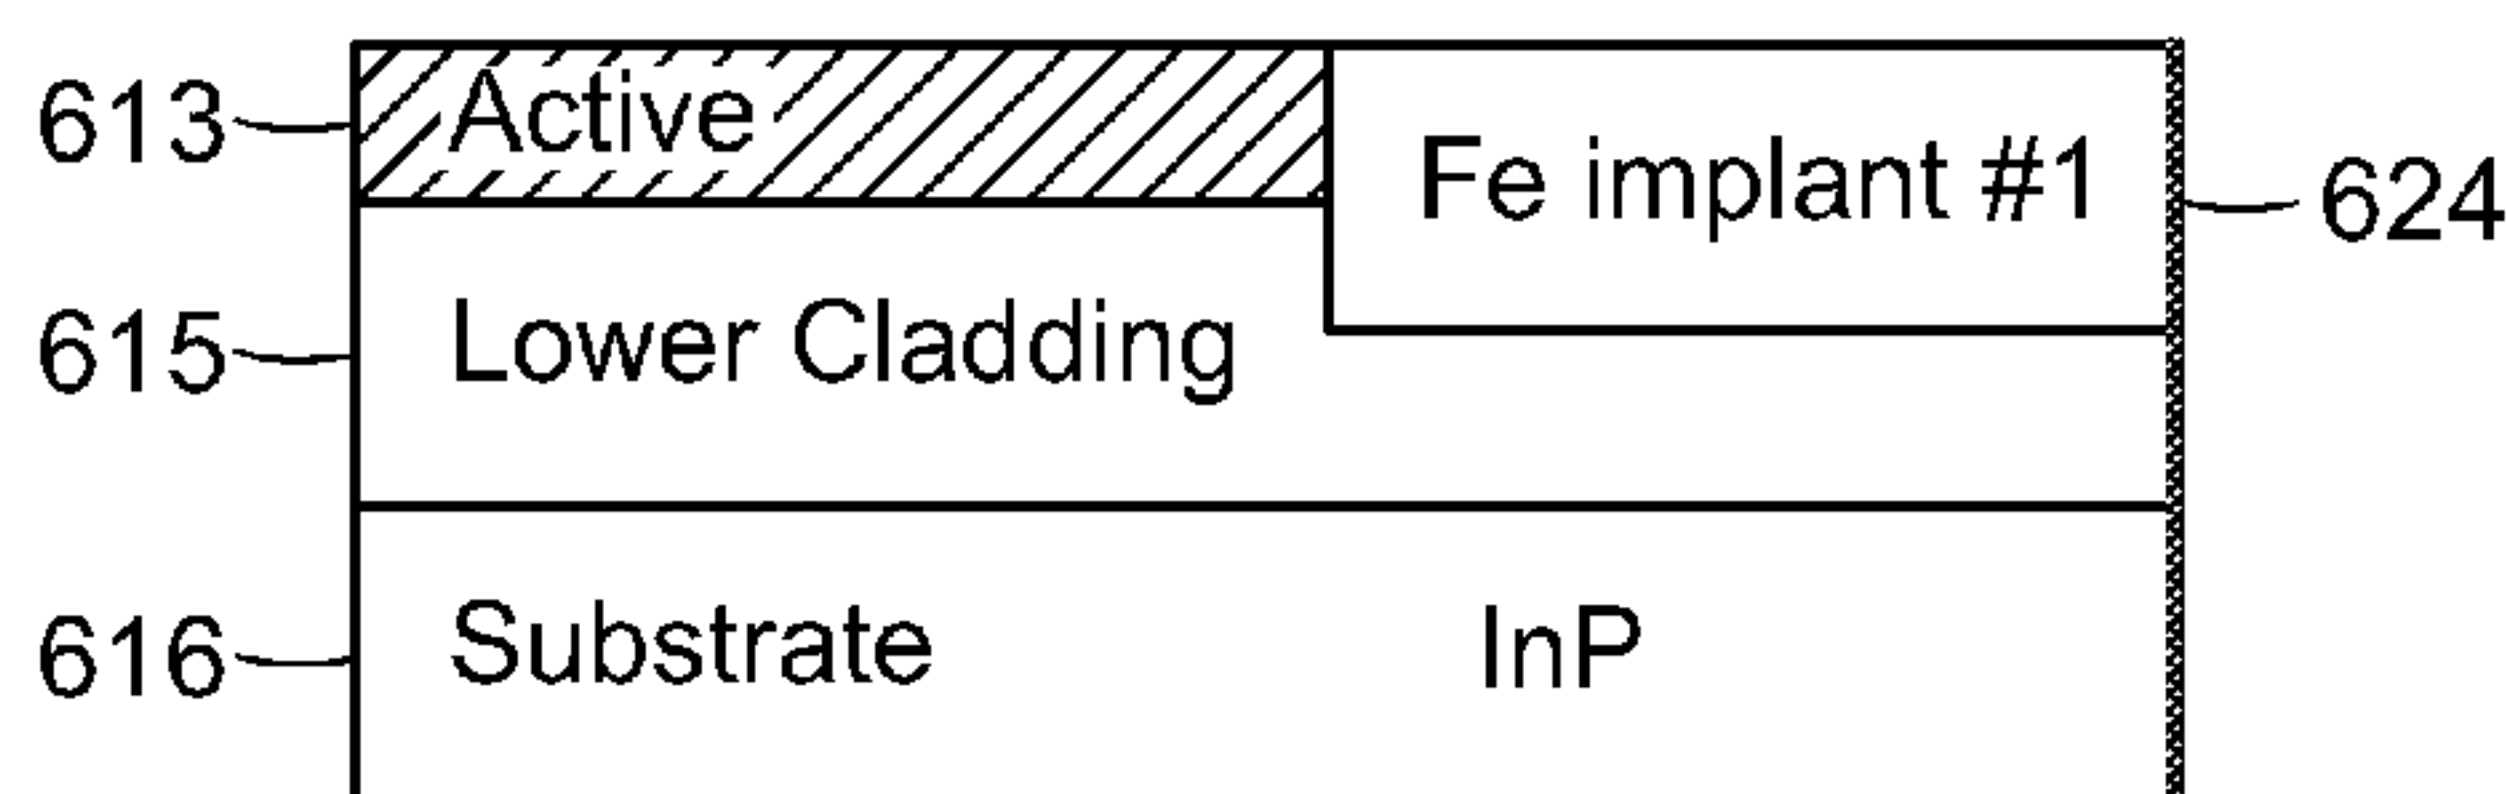 613
Active
Fe implant #1
624
615
Lower Cladding
616
Substrate
InP